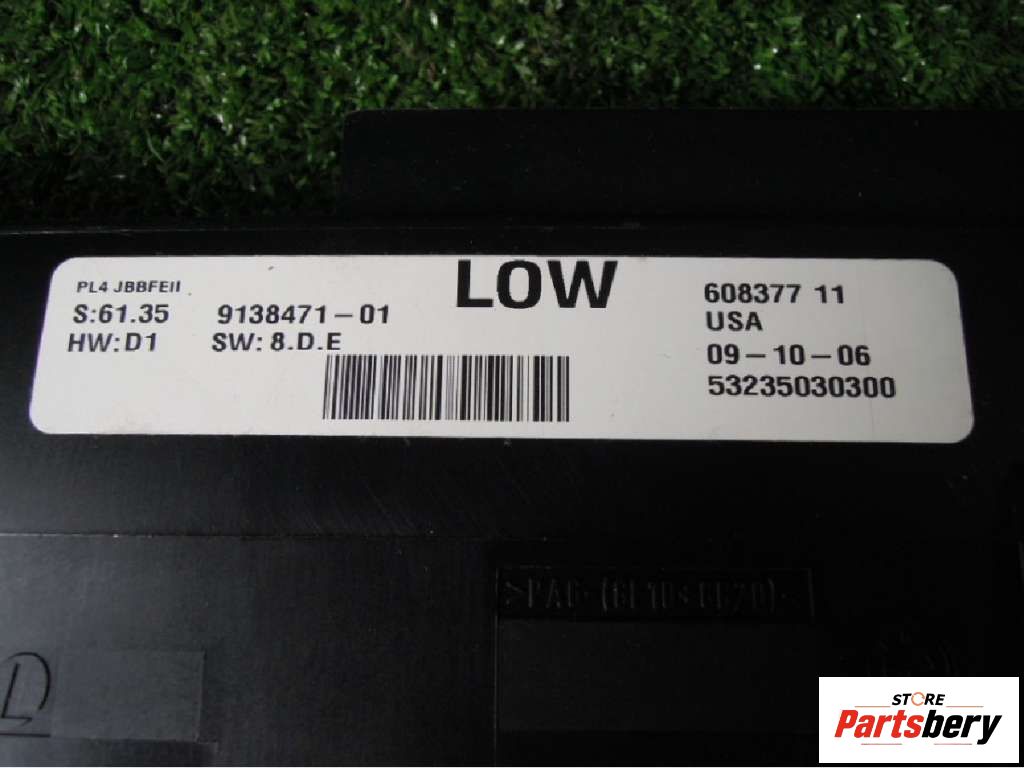 PL4 JBBFEII
LOW
608377 11
S:61.35 9138471-01
USA
HW:D1 SW: 8.D.E
09-10-06
53235030300
STORE
Partsbery